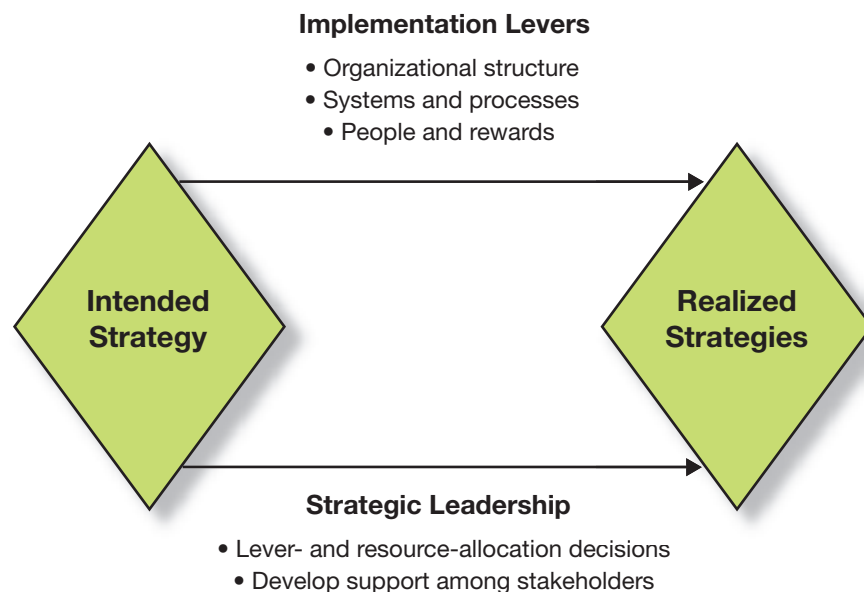 Implementation Levers
• Organizational structure
• Systems and processes
• People and rewards
Intended
Strategy
Realized
Strategies
Strategic Leadership
• Lever- and resource-allocation decisions
• Develop support among stakeholders